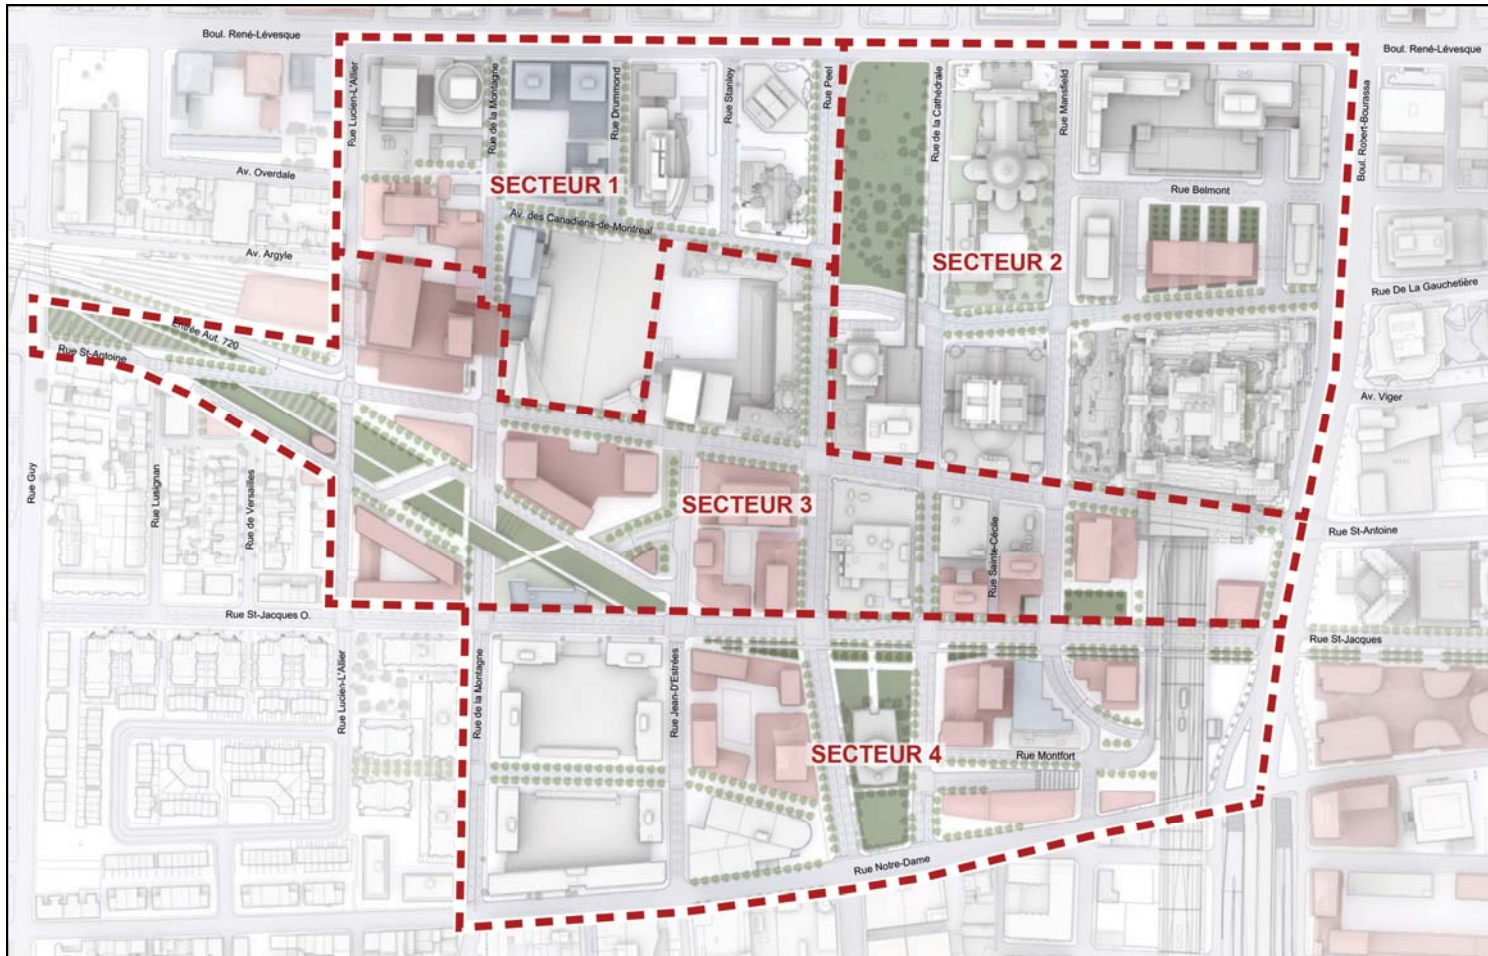 Boul. René-Lévesque
Boul. René-Lévesque
Rue Lucien-L'Allier
Rue de la Montagne
Rue Drummond
Rue Stanley
Rue Peel
Rue de la Cathédrale
Rue Mansfield
Boul. Robert-Bourassa
Av. Overdale
SECTEUR 1
Rue Belmont
Av. des Canadiens-de-Montreal
Av. Argyle
SECTEUR 2
Rue De La Gauchetière
Entrée Aut. 720
Rue St-Antoine
Av. Viger
Rue Guy
Rue Lusignan
Rue de Versailles
SECTEUR 3
Rue Sainte-Cécile
Rue St-Antoine
Rue St-Jacques O.
Rue St-Jacques
Rue Lucien-L'Allier
Rue de la Montagne
Rue Jean-D'Estrées
SECTEUR 4
Rue Montfort
Rue Notre-Dame